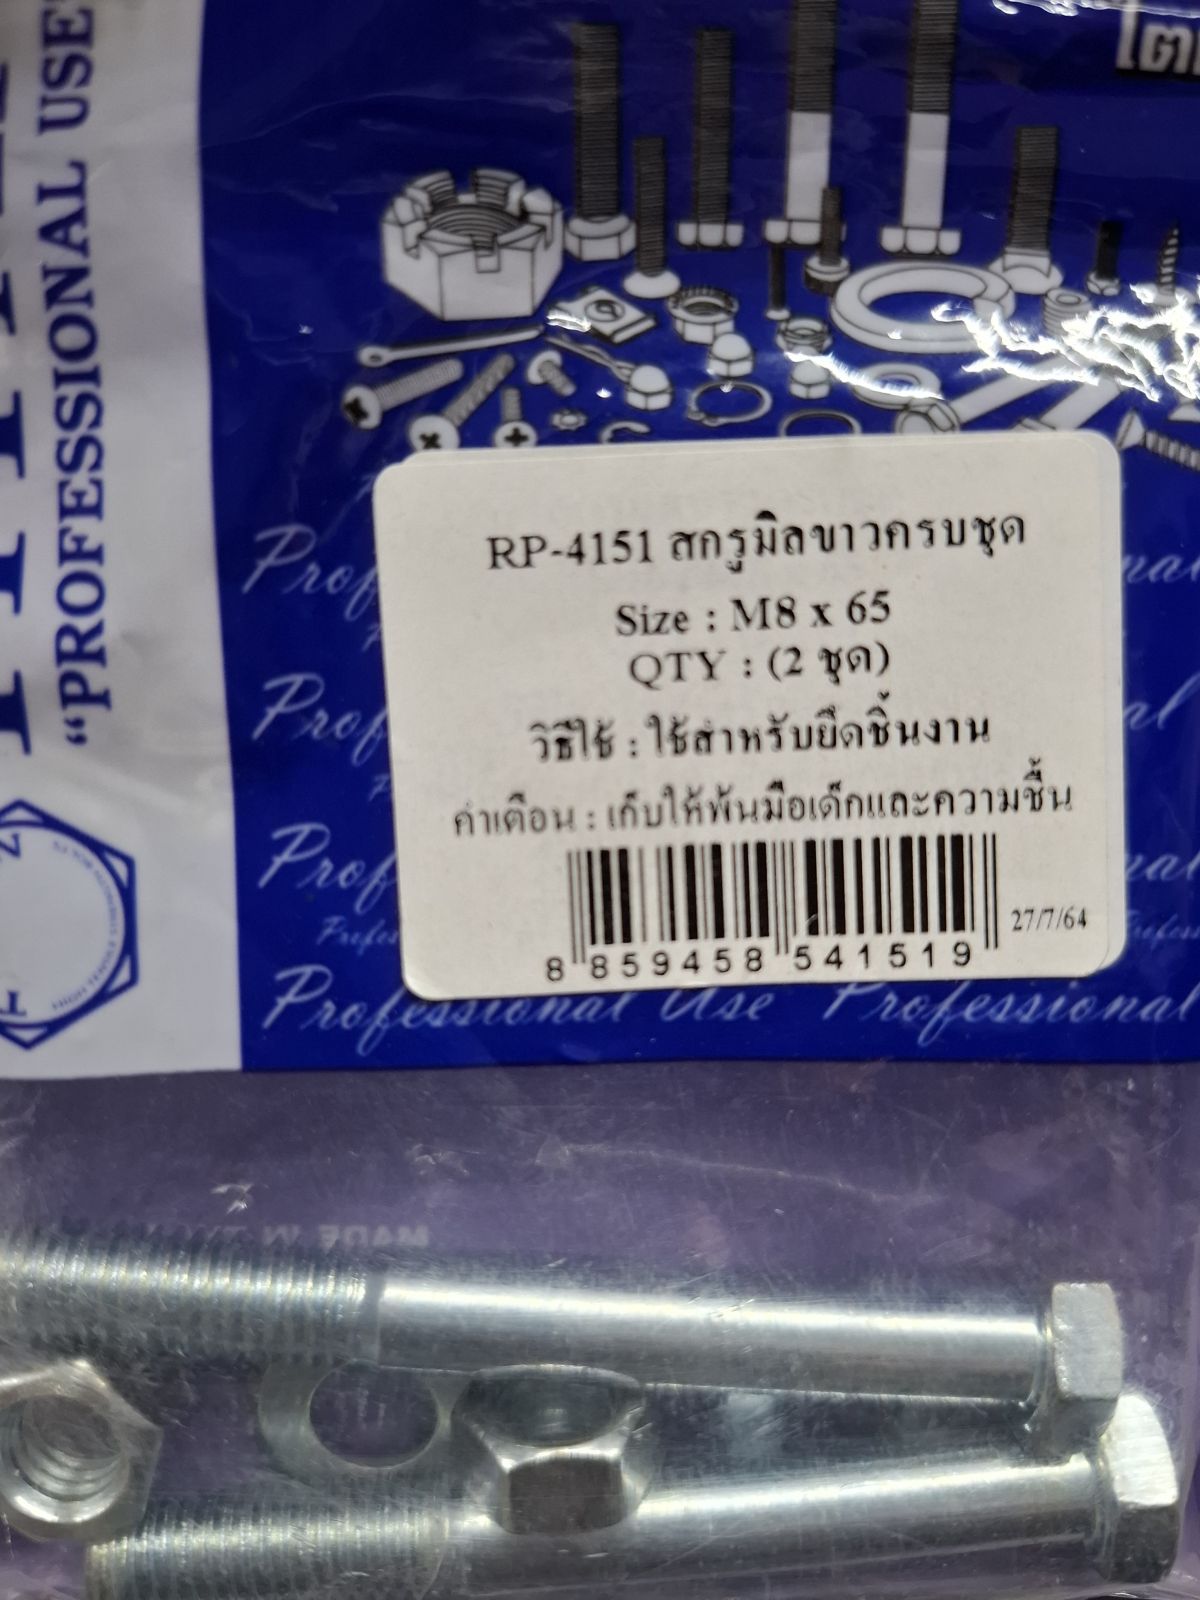 "PROFESSIONAL USE
RP-4151 สกรูมิลขาวครบชุด
Size : M8 x 65
QTY : (2 ชุด)
วิธีใช้ : ใช้สำหรับยึดชิ้นงาน
คำเตือน : เก็บให้พ้นมือเด็กและความชื้น
27/7/64
8 859458 541519
Professional Use Professional
MADE IN